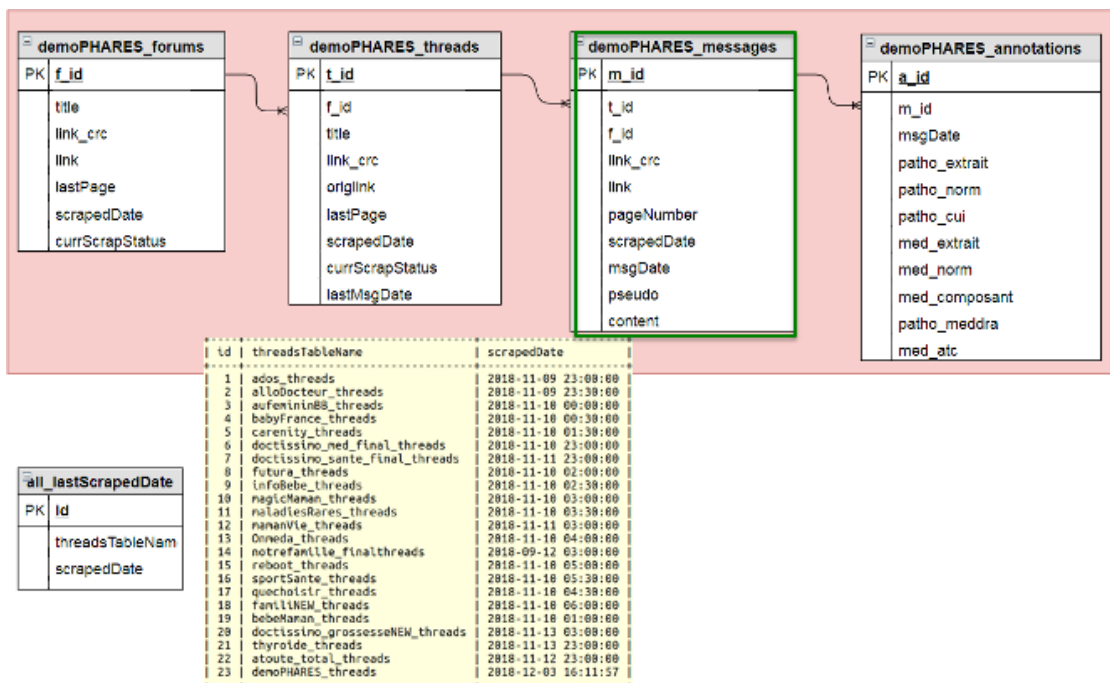 demoPHARES_forums
PK f_id
title
link_crc
link
lastPage
scrapedDate
currScrapStatus
demoPHARES_threads
PK t_id
f_id
title
link_crc
origlink
lastPage
scrapedDate
currScrapStatus
lastMsgDate
demoPHARES_messages
PK m_id
t_id
f_id
link_crc
link
pageNumber
scrapedDate
msgDate
pseudo
content
demoPHARES_annotations
PK a_id
m_id
msgDate
patho_extrait
patho_norm
patho_cui
med_extrait
med_norm
med_composant
patho_meddra
med_atc
all_lastScrapedDate
PK id
threadsTableNam
scrapedDate
| id | threadsTableName | scrapedDate |
| 1 | ados_threads | 2018-11-09 23:00:00 |
| 2 | alloDocteur_threads | 2018-11-09 23:30:00 |
| 3 | aufemininBB_threads | 2018-11-10 00:00:00 |
| 4 | babyFrance_threads | 2018-11-10 00:30:00 |
| 5 | carenity_threads | 2018-11-10 01:30:00 |
| 6 | doctissimo_med_final_threads | 2018-11-10 23:00:00 |
| 7 | doctissimo_sante_final_threads | 2018-11-11 23:00:00 |
| 8 | futura_threads | 2018-11-10 02:00:00 |
| 9 | infoBebe_threads | 2018-11-10 02:30:00 |
| 10 | magicMaman_threads | 2018-11-10 03:00:00 |
| 11 | maladiesRares_threads | 2018-11-10 03:30:00 |
| 12 | mamanVie_threads | 2018-11-11 03:00:00 |
| 13 | Onmeda_threads | 2018-11-10 04:00:00 |
| 14 | notrefamille_finalthreads | 2018-09-12 03:00:00 |
| 15 | reboot_threads | 2018-11-10 05:00:00 |
| 16 | sportSante_threads | 2018-11-10 05:30:00 |
| 17 | quechoisir_threads | 2018-11-10 04:30:00 |
| 18 | familiNEW_threads | 2018-11-10 06:00:00 |
| 19 | bebeMaman_threads | 2018-11-10 01:00:00 |
| 20 | doctissimo_grossesseNEW_threads | 2018-11-13 03:00:00 |
| 21 | thyroide_threads | 2018-11-13 23:00:00 |
| 22 | atoute_total_threads | 2018-11-12 23:00:00 |
| 23 | demoPHARES_threads | 2018-12-03 16:11:57 |